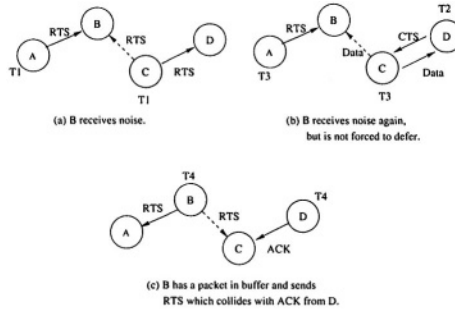 B
D
RTS
RTS
A
C
RTS
T1
T1
(a) B receives noise.
T2
B
CTS
D
RTS
Data
A
C
Data
T3
T3
(b) B receives noise again,
but is not forced to defer.
T4
T4
B
RTS
RTS
D
A
C
ACK
(c) B has a packet in buffer and sends
RTS which collides with ACK from D.